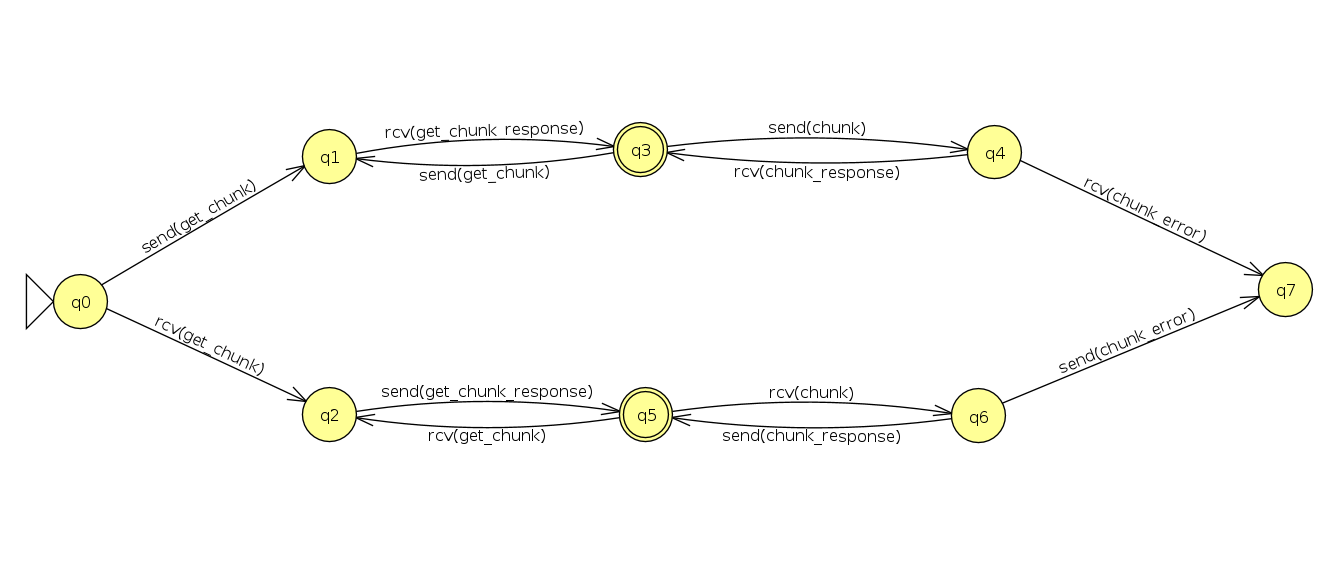 send(chunk)
rcv(get_chunk_response)
q1
q3
q4
send(get_chunk)
rcv(chunk_response)
send(get_chunk)
rcv(chunk_error)
q0
q7
rcv(get_chunk)
send(chunk_error)
send(get_chunk_response)
rcv(chunk)
q2
q5
q6
rcv(get_chunk)
send(chunk_response)